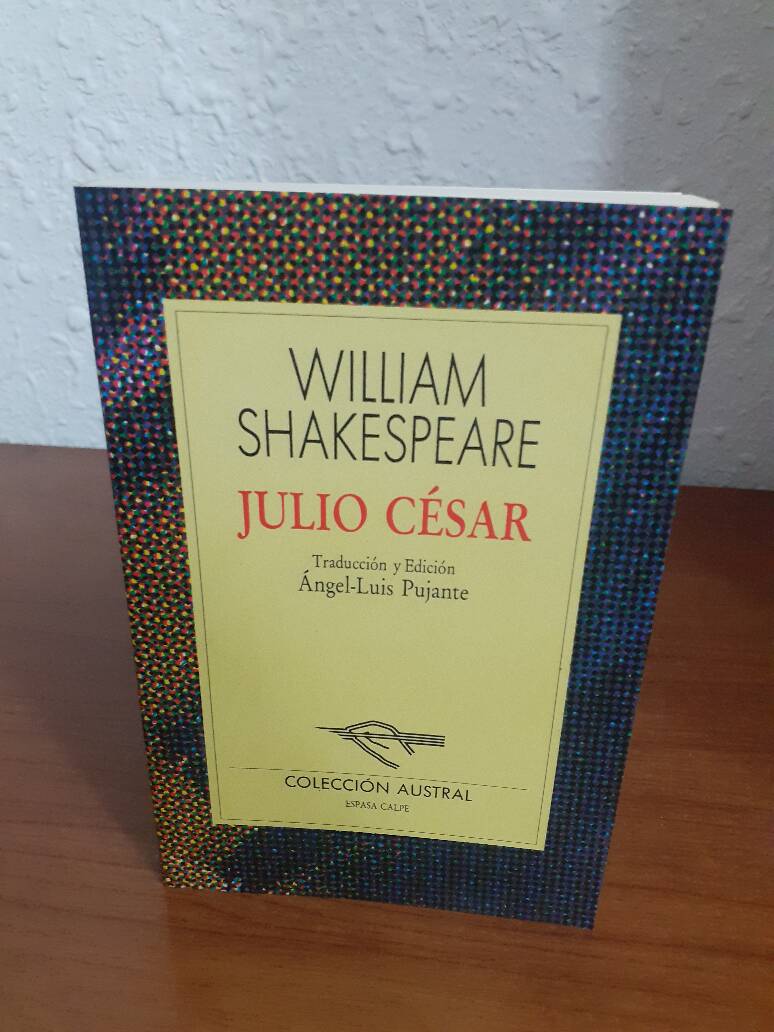 WILLIAM
SHAKESPEARE
JULIO CÉSAR
Traducción y Edición
Ángel-Luis Pujante
COLECCIÓN AUSTRAL
ESPASA CALPE